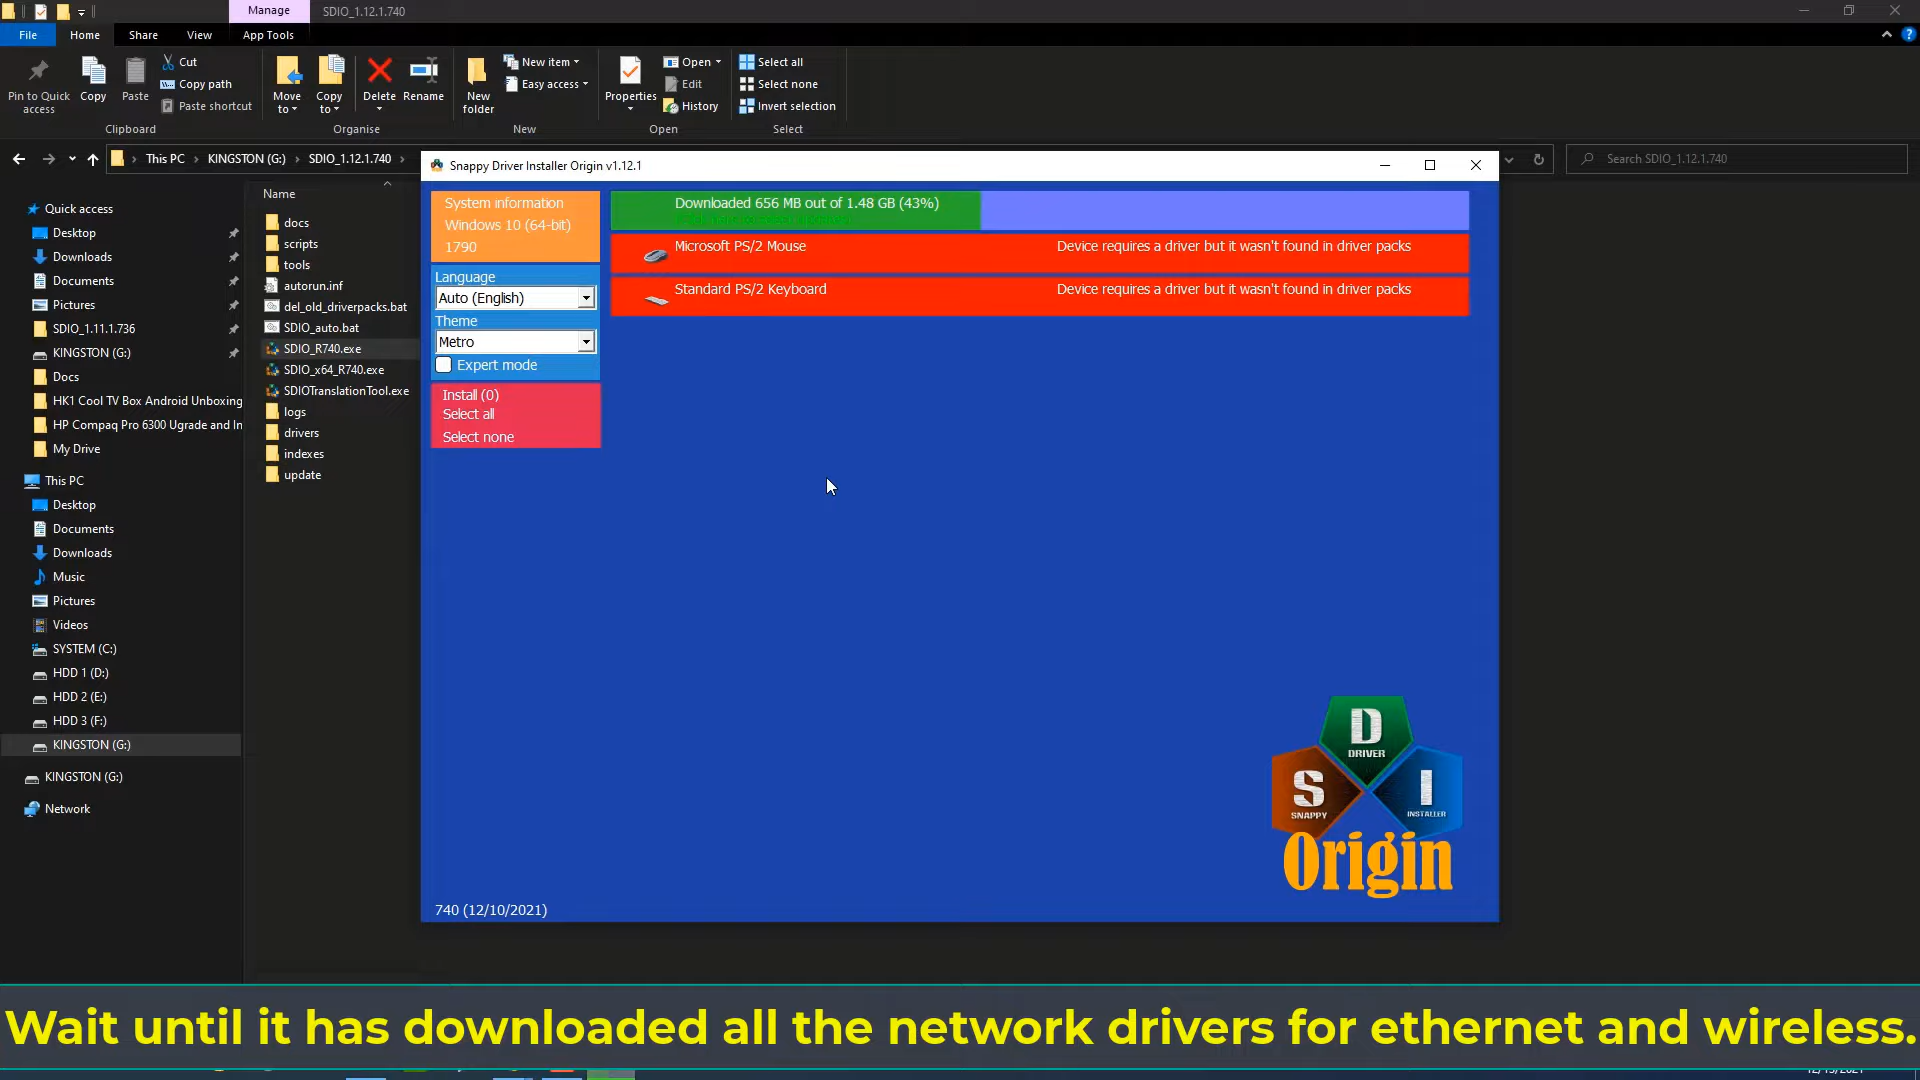 Manage
SDIO_1.12.1.740
File
Home
Share
View
App Tools
Pin to Quick access
Copy
Paste
Cut
Copy path
Paste shortcut
Move to
Copy to
Delete
Rename
New folder
New item
Easy access
Properties
Open
Edit
History
Select all
Select none
Invert selection
Clipboard
Organise
New
Open
Select
This PC
KINGSTON (G:)
SDIO_1.12.1.740
Search SDIO_1.12.1.740
Quick access
Desktop
Downloads
Documents
Pictures
SDIO_1.11.1.736
KINGSTON (G:)
Docs
HK1 Cool TV Box Android Unboxing
HP Compaq Pro 6300 Ugrade and In
My Drive
This PC
Desktop
Documents
Downloads
Music
Pictures
Videos
SYSTEM (C:)
HDD 1 (D:)
HDD 2 (E:)
HDD 3 (F:)
KINGSTON (G:)
KINGSTON (G:)
Network
Name
docs
scripts
tools
autorun.inf
del_old_driverpacks.bat
SDIO_auto.bat
SDIO_R740.exe
SDIO_x64_R740.exe
SDIOTranslationTool.exe
logs
drivers
indexes
update
Snappy Driver Installer Origin v1.12.1
System information
Windows 10 (64-bit)
1790
Language
Auto (English)
Theme
Metro
Expert mode
Install (0)
Select all
Select none
Downloaded 656 MB out of 1.48 GB (43%)
Microsoft PS/2 Mouse
Device requires a driver but it wasn't found in driver packs
Standard PS/2 Keyboard
Device requires a driver but it wasn't found in driver packs
D
DRIVER
S
SNAPPY
I
INSTALLER
Origin
740 (12/10/2021)
Wait until it has downloaded all the network drivers for ethernet and wireless.